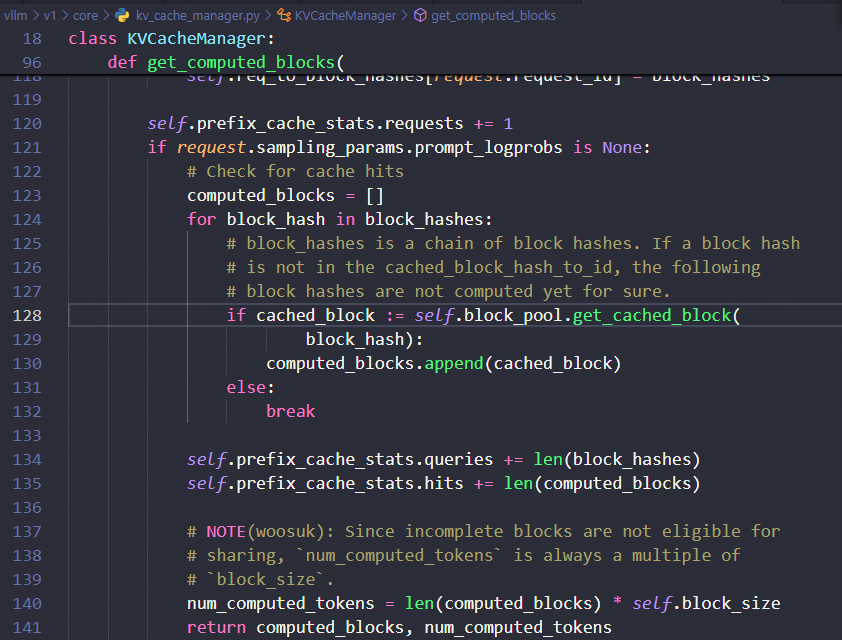 vllm > v1 > core > kv_cache_manager.py > KVCacheManager > get_computed_blocks
18 class KVCacheManager:
96 def get_computed_blocks(
118 self.req_to_block_hashes[request.request_id] = block_hashes
119
120 self.prefix_cache_stats.requests += 1
121 if request.sampling_params.prompt_logprobs is None:
122 # Check for cache hits
123 computed_blocks = []
124 for block_hash in block_hashes:
125 # block_hashes is a chain of block hashes. If a block hash
126 # is not in the cached_block_hash_to_id, the following
127 # block hashes are not computed yet for sure.
128 if cached_block := self.block_pool.get_cached_block(
129 block_hash):
130 computed_blocks.append(cached_block)
131 else:
132 break
133
134 self.prefix_cache_stats.queries += len(block_hashes)
135 self.prefix_cache_stats.hits += len(computed_blocks)
136
137 # NOTE(woosuk): Since incomplete blocks are not eligible for
138 # sharing, `num_computed_tokens` is always a multiple of
139 # `block_size`.
140 num_computed_tokens = len(computed_blocks) * self.block_size
141 return computed_blocks, num_computed_tokens